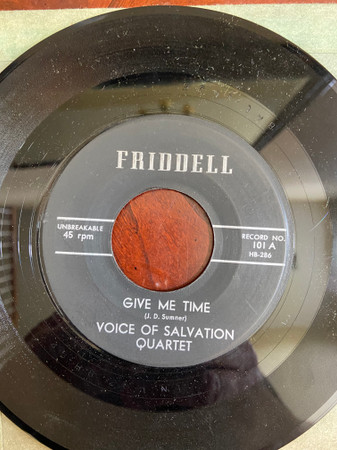 FRIDDELL
UNBREAKABLE
45 rpm
RECORD NO.
101 A
HB-286
GIVE ME TIME
(J. D. Sumner)
VOICE OF SALVATION
QUARTET